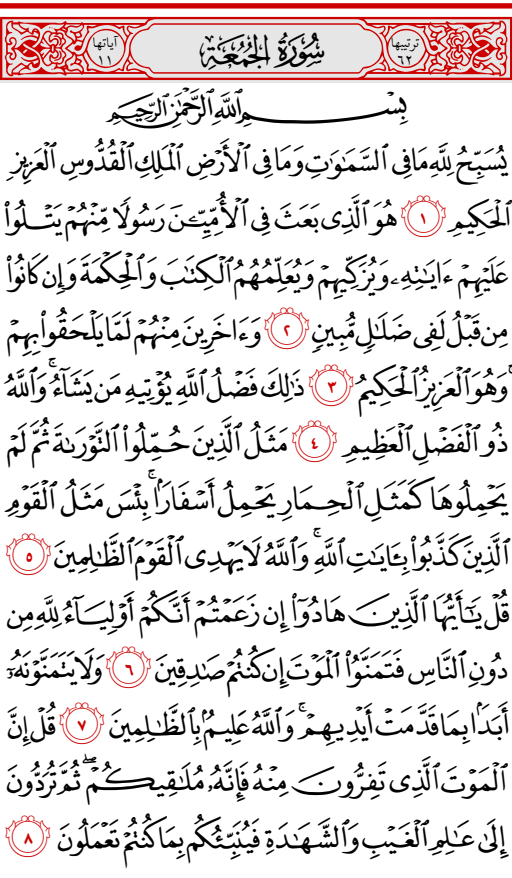 ترتيبها ٦٢ سُورَةُ الجُمُعَةِ آياتها ١١
بِسْمِ ٱللَّهِ ٱلرَّحْمَٰنِ ٱلرَّحِيمِ
يُسَبِّحُ لِلَّهِ مَا فِى ٱلسَّمَٰوَٰتِ وَمَا فِى ٱلْأَرْضِ ٱلْمَلِكِ ٱلْقُدُّوسِ ٱلْعَزِيزِ
ٱلْحَكِيمِ ١ هُوَ ٱلَّذِى بَعَثَ فِى ٱلْأُمِّيِّـۧنَ رَسُولًا مِّنْهُمْ يَتْلُوا۟
عَلَيْهِمْ ءَايَٰتِهِۦ وَيُزَكِّيهِمْ وَيُعَلِّمُهُمُ ٱلْكِتَٰبَ وَٱلْحِكْمَةَ وَإِن كَانُوا۟
مِن قَبْلُ لَفِى ضَلَٰلٍ مُّبِينٍ ٢ وَءَاخَرِينَ مِنْهُمْ لَمَّا يَلْحَقُوا۟ بِهِمْ
ۚ وَهُوَ ٱلْعَزِيزُ ٱلْحَكِيمُ ٣ ذَٰلِكَ فَضْلُ ٱللَّهِ يُؤْتِيهِ مَن يَشَآءُ ۚ وَٱللَّهُ
ذُو ٱلْفَضْلِ ٱلْعَظِيمِ ٤ مَثَلُ ٱلَّذِينَ حُمِّلُوا۟ ٱلتَّوْرَىٰةَ ثُمَّ لَمْ
يَحْمِلُوهَا كَمَثَلِ ٱلْحِمَارِ يَحْمِلُ أَسْفَارًۢا ۚ بِئْسَ مَثَلُ ٱلْقَوْمِ
ٱلَّذِينَ كَذَّبُوا۟ بِـَٔايَٰتِ ٱللَّهِ ۚ وَٱللَّهُ لَا يَهْدِى ٱلْقَوْمَ ٱلظَّٰلِمِينَ ٥
قُلْ يَٰٓأَيُّهَا ٱلَّذِينَ هَادُوٓا۟ إِن زَعَمْتُمْ أَنَّكُمْ أَوْلِيَآءُ لِلَّهِ مِن
دُونِ ٱلنَّاسِ فَتَمَنَّوُا۟ ٱلْمَوْتَ إِن كُنتُمْ صَٰدِقِينَ ٦ وَلَا يَتَمَنَّوْنَهُۥٓ
أَبَدًۢا بِمَا قَدَّمَتْ أَيْدِيهِمْ ۚ وَٱللَّهُ عَلِيمٌۢ بِٱلظَّٰلِمِينَ ٧ قُلْ إِنَّ
ٱلْمَوْتَ ٱلَّذِى تَفِرُّونَ مِنْهُ فَإِنَّهُۥ مُلَٰقِيكُمْ ۖ ثُمَّ تُرَدُّونَ
إِلَىٰ عَٰلِمِ ٱلْغَيْبِ وَٱلشَّهَٰدَةِ فَيُنَبِّئُكُم بِمَا كُنتُمْ تَعْمَلُونَ ٨